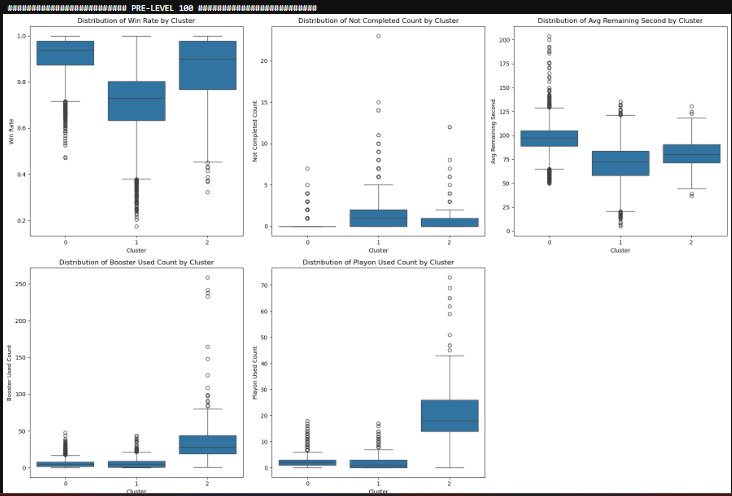 ######################### PRE-LEVEL 100 #########################
Distribution of Win Rate by Cluster
Win Rate
1.0
0.8
0.6
0.4
0.2
0 1 2
Cluster
Distribution of Not Completed Count by Cluster
Not Completed Count
20
15
10
5
0
0 1 2
Cluster
Distribution of Avg Remaining Second by Cluster
Avg Remaining Second
200
175
150
125
100
75
50
25
0
0 1 2
Cluster
Distribution of Booster Used Count by Cluster
Booster Used Count
250
200
150
100
50
0
0 1 2
Cluster
Distribution of Playon Used Count by Cluster
Playon Used Count
70
60
50
40
30
20
10
0
0 1 2
Cluster